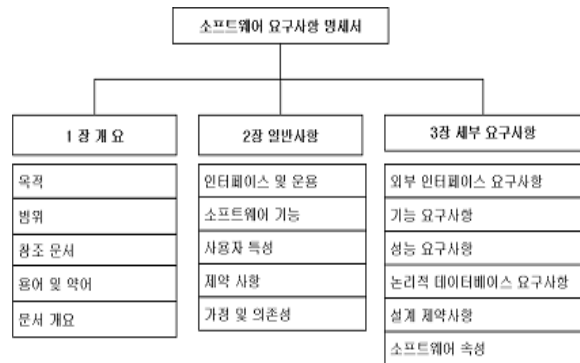 소프트웨어 요구사항 명세서
1 장 개 요
목적
범위
참조 문서
용어 및 약어
문서 개요
2장 일반사항
인터페이스 및 운용
소프트웨어 기능
사용자 특성
제약 사항
가정 및 의존성
3장 세부 요구사항
외부 인터페이스 요구사항
기능 요구사항
성능 요구사항
논리적 데이터베이스 요구사항
설계 제약사항
소프트웨어 속성